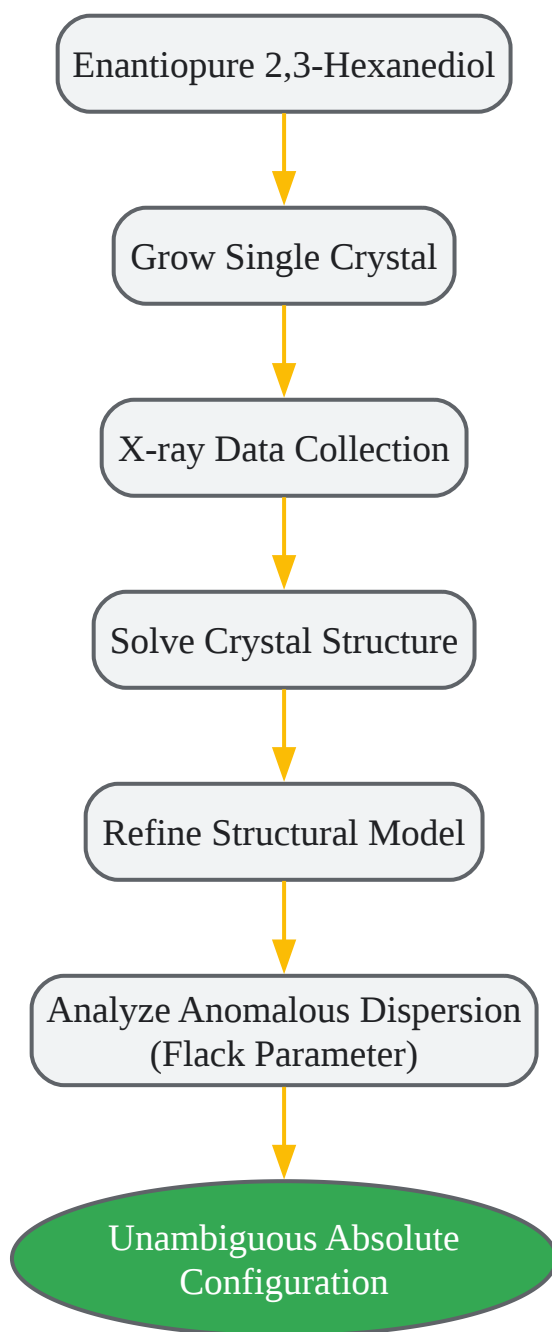 Enantiopure 2,3-Hexanediol
Grow Single Crystal
X-ray Data Collection
Solve Crystal Structure
Refine Structural Model
Analyze Anomalous Dispersion
(Flack Parameter)
Unambiguous Absolute
Configuration